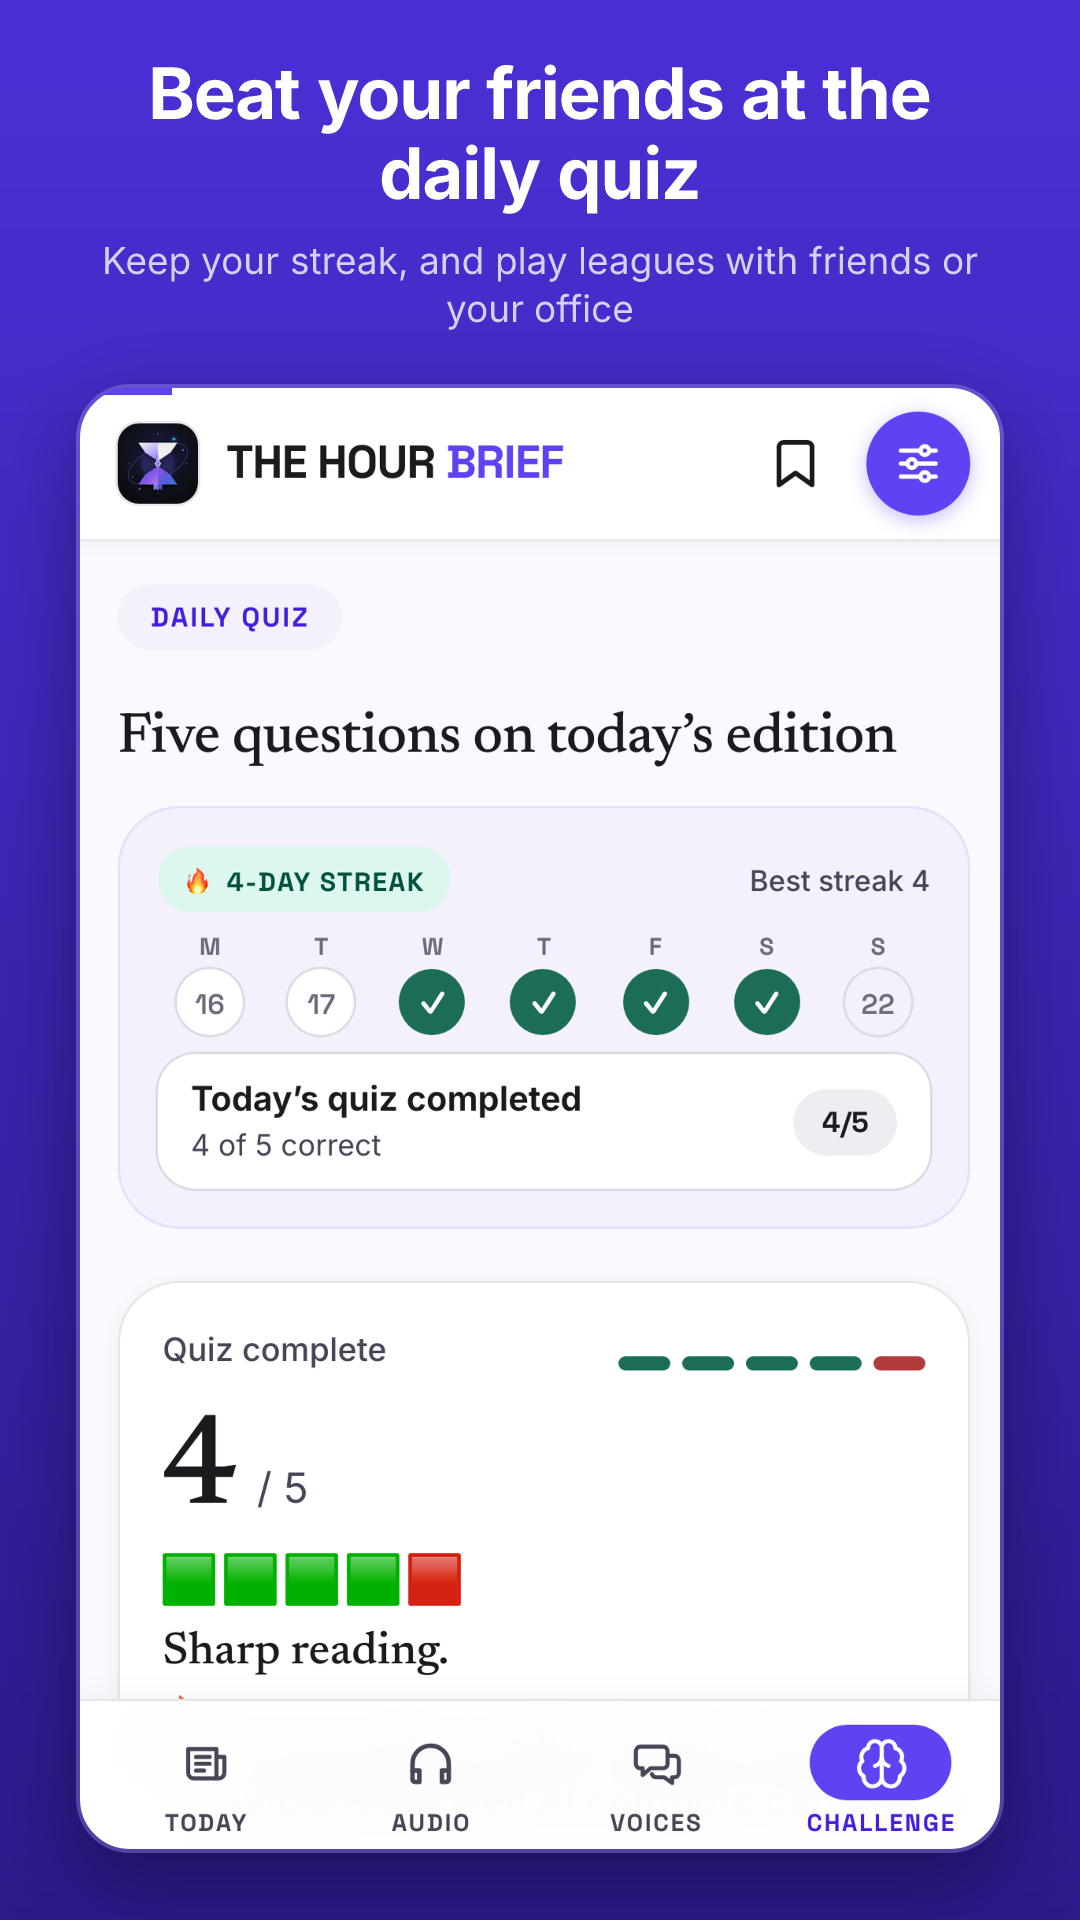 Beat your friends at the
daily quiz
Keep your streak, and play leagues with friends or
your office
THE HOUR BRIEF
DAILY QUIZ
Five questions on today’s edition
🔥 4-DAY STREAK
Best streak 4
M T W T F S S
16 17 22
Today’s quiz completed
4 of 5 correct
4/5
Quiz complete
4 / 5
Sharp reading.
TODAY AUDIO VOICES CHALLENGE